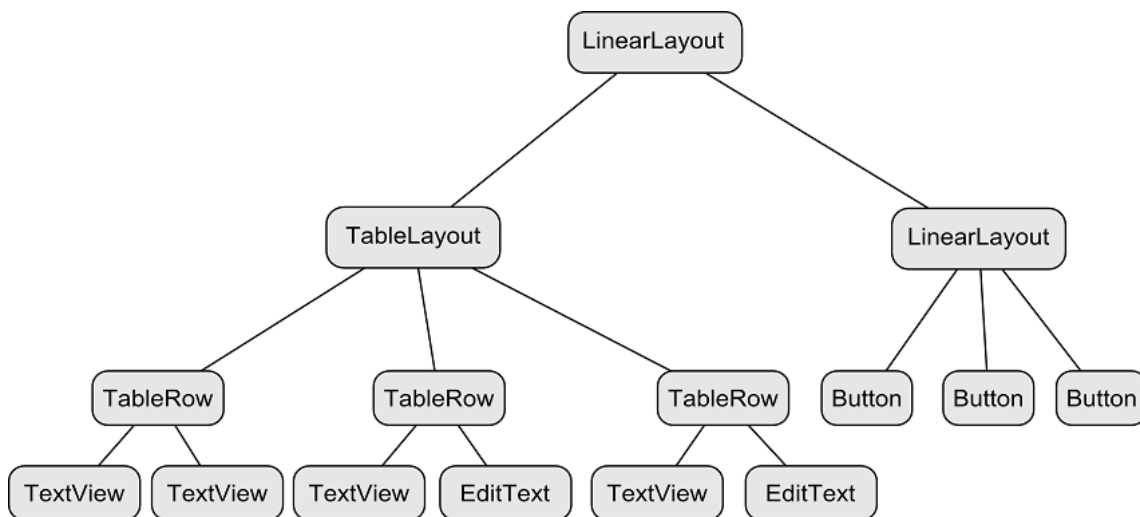 LinearLayout
TableLayout
LinearLayout
TableRow
TableRow
TableRow
Button
Button
Button
TextView
TextView
TextView
EditText
TextView
EditText